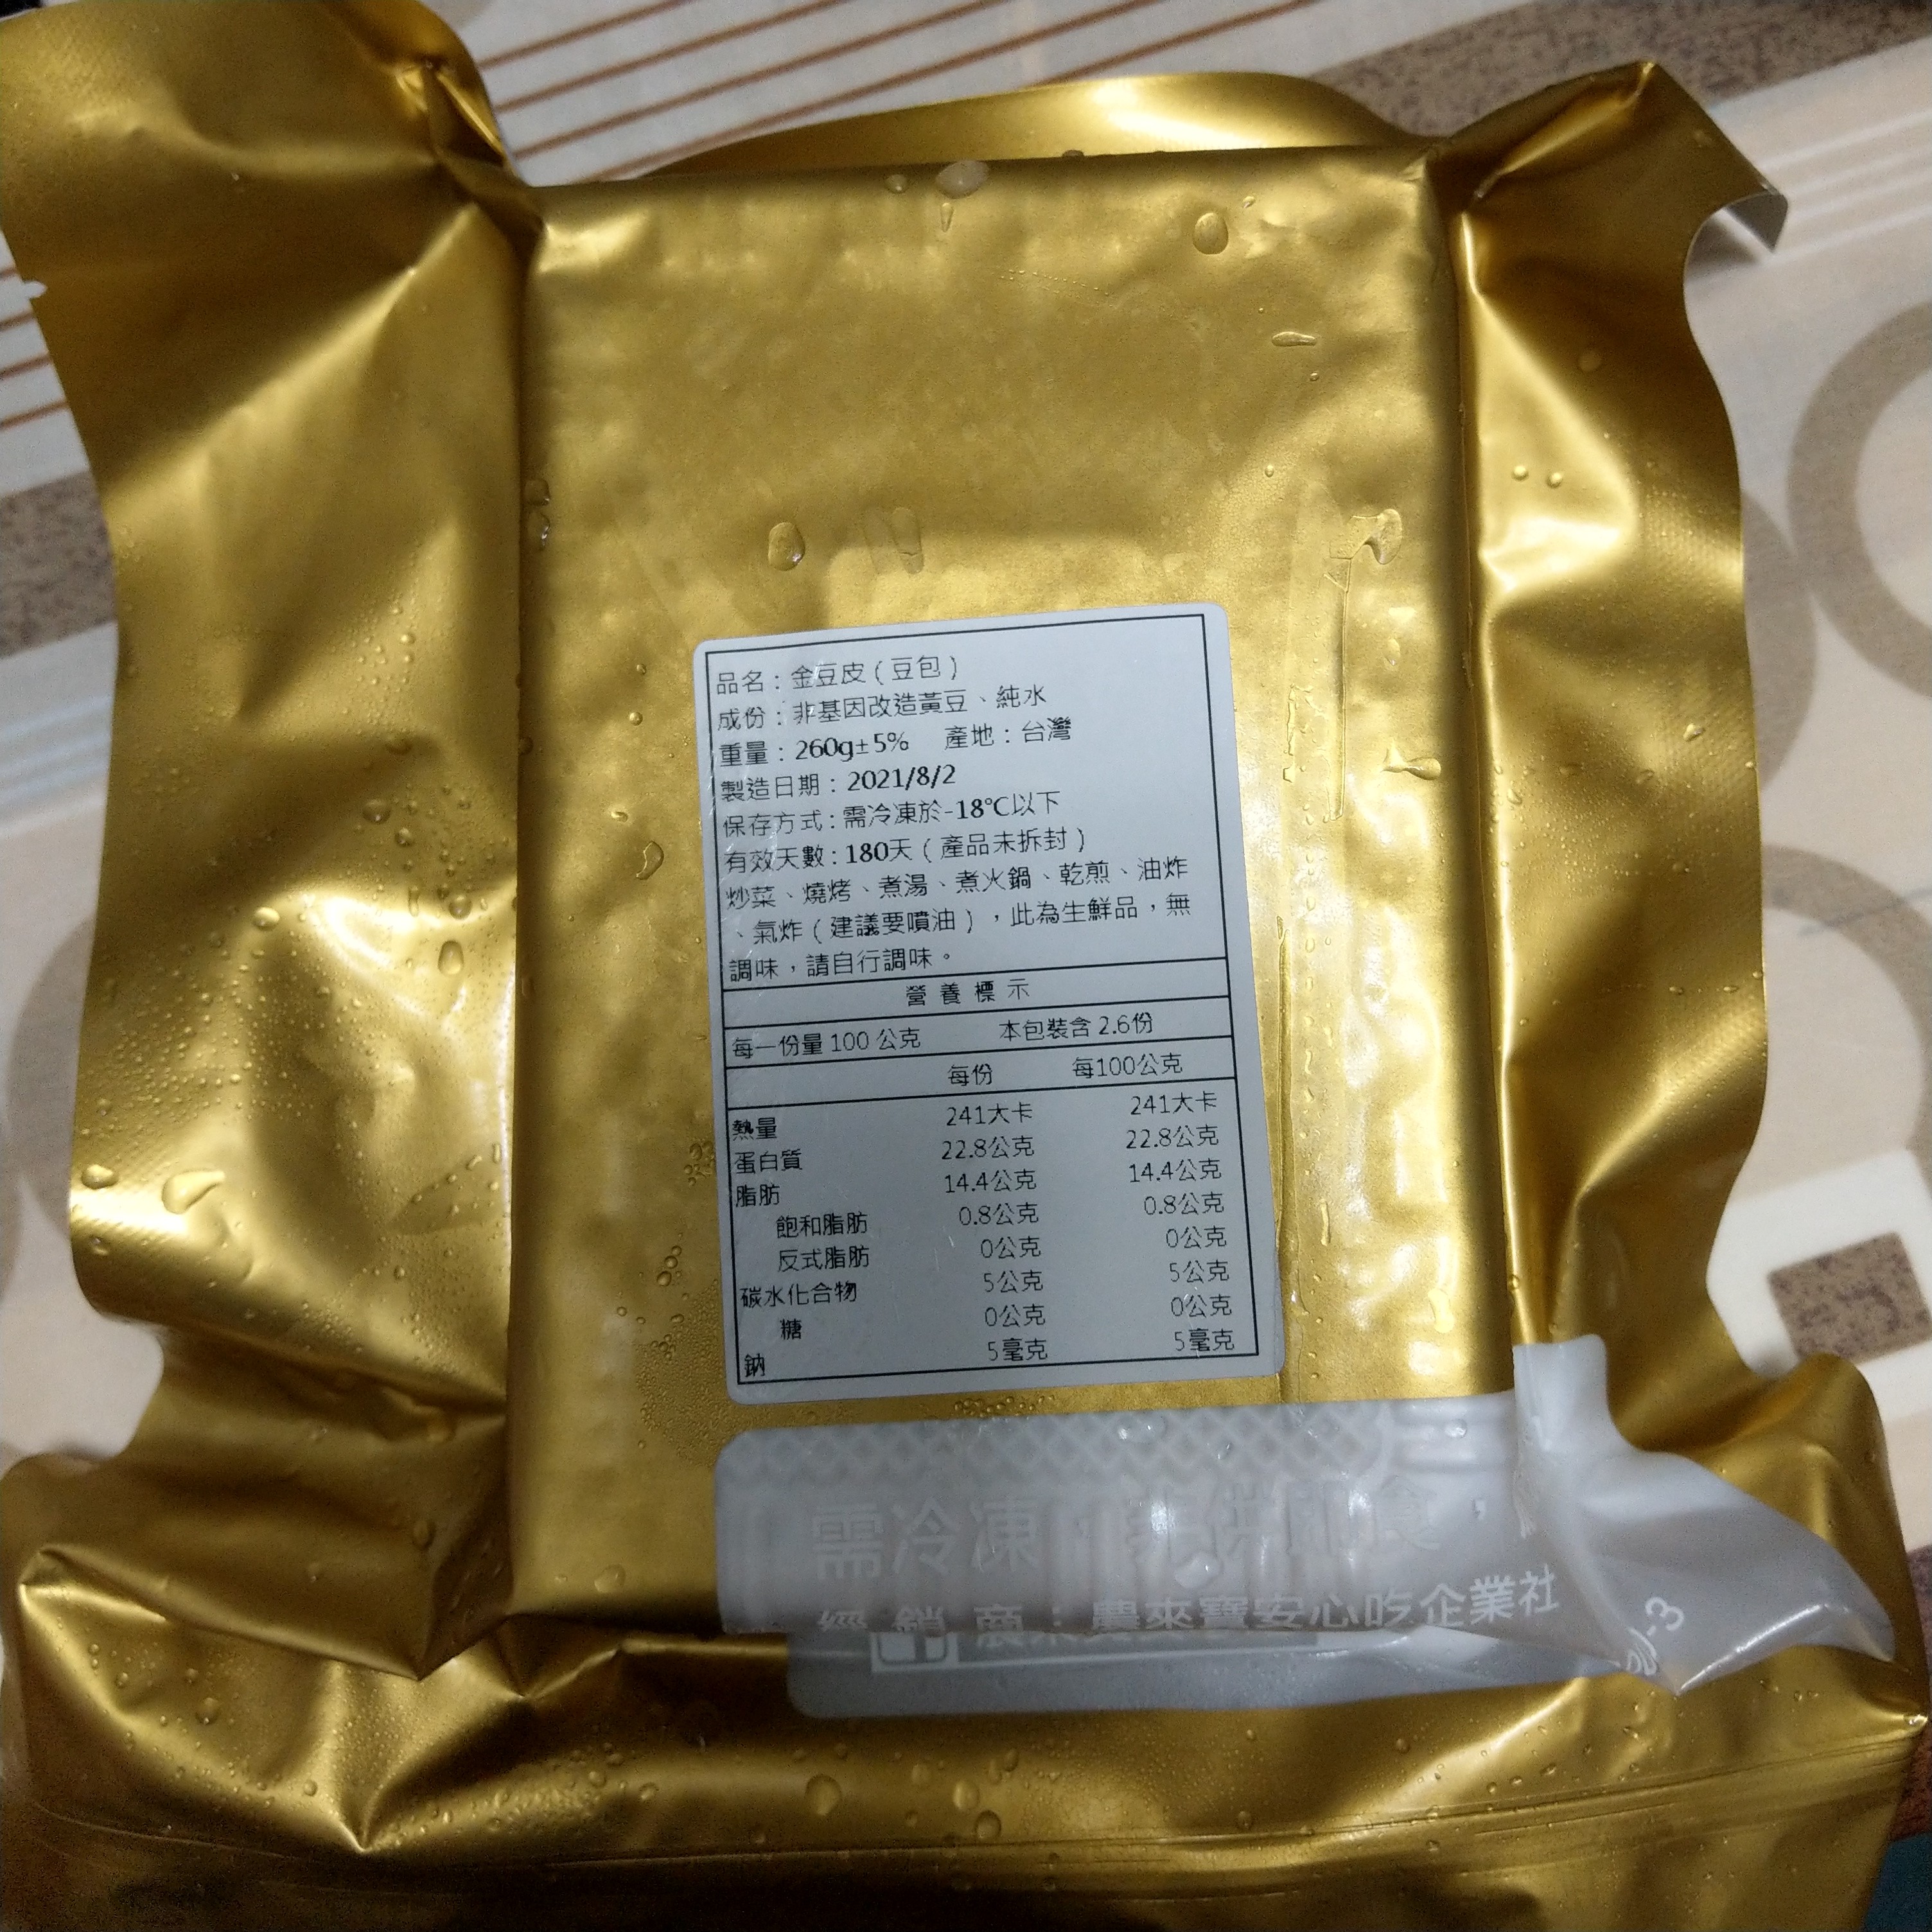 品名：金豆皮（豆包）
成份：非基因改造黃豆、純水
重量：260g±5%　產地：台灣
製造日期：2021/8/2
保存方式：需冷凍於-18℃以下
有效天數：180天（產品未拆封）
炒菜、燒烤、煮湯、煮火鍋、乾煎、油炸
、氣炸（建議要噴油），此為生鮮品，無
調味，請自行調味。
營養標示
每一份量 100 公克　本包裝含 2.6份
每份　每100公克
熱量　241大卡　241大卡
蛋白質　22.8公克　22.8公克
脂肪　14.4公克　14.4公克
飽和脂肪　0.8公克　0.8公克
反式脂肪　0公克　0公克
碳水化合物　5公克　5公克
糖　0公克　0公克
鈉　5毫克　5毫克
需冷凍，非供即食，
經銷商：農來寶安心吃企業社